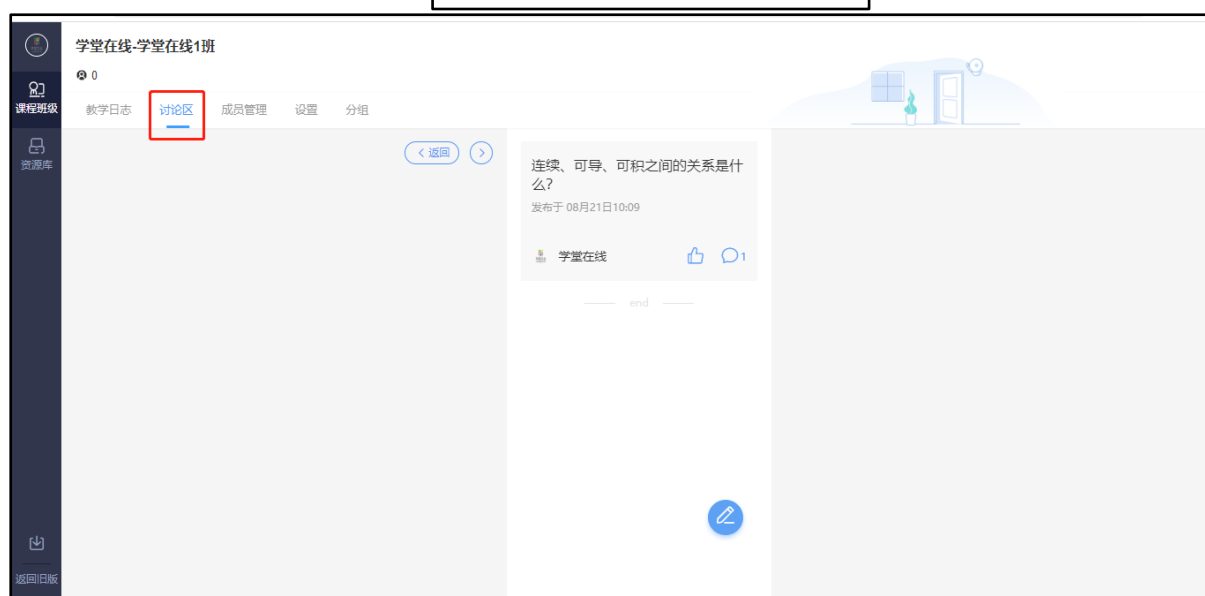 学堂在线-学堂在线1班
0
课程班级
教学日志 讨论区 成员管理 设置 分组
资源库
返回
连续、可导、可积之间的关系是什
么?
发布于 08月21日10:09
学堂在线 1
end
返回旧版